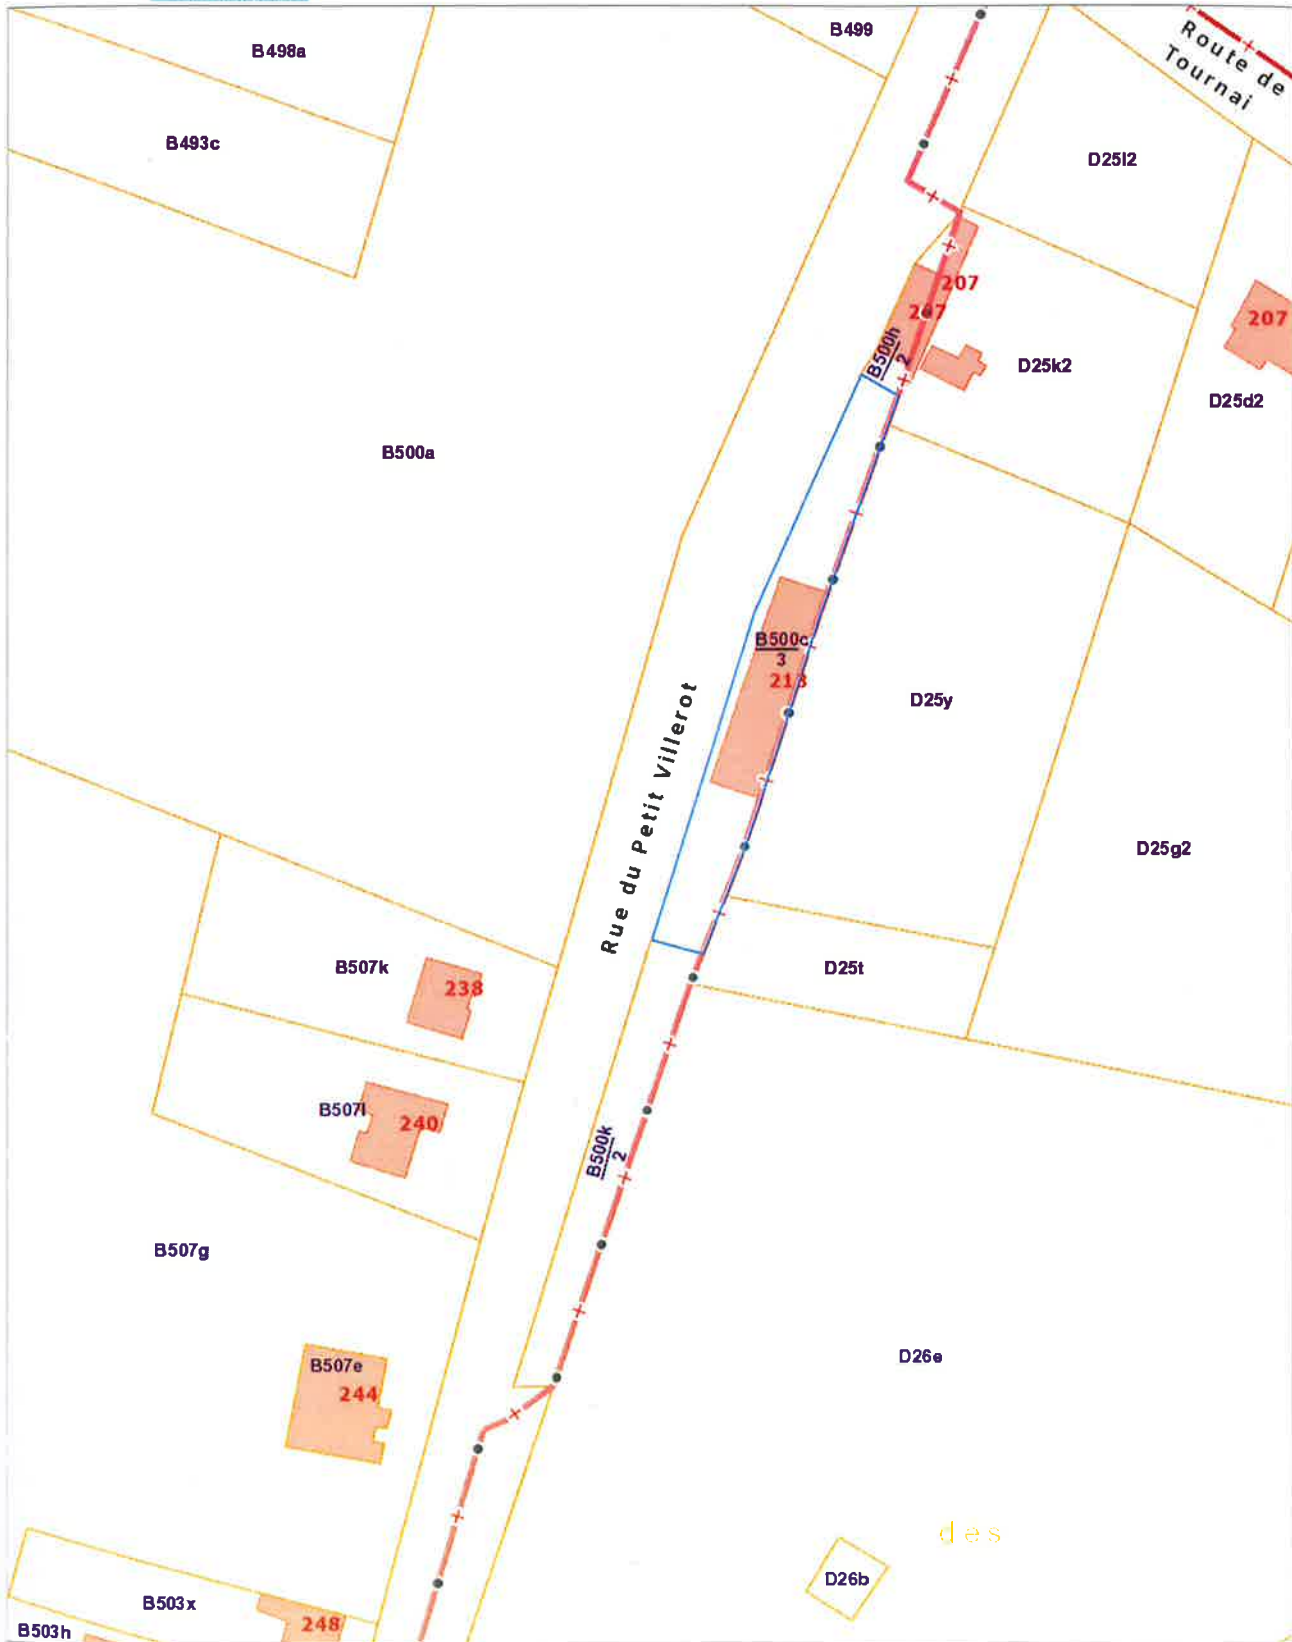 B499
B498a
Route de
Tournai
B493c
D25l2
207
207
207
B500h
2
D25k2
D25d2
B500a
B500c
3
213
D25y
Rue du Petit Villerot
D25g2
B507k
238
D25t
B507l
240
B500k
2
B507g
D26e
B507e
244
des
D26b
B503x
248
B503h